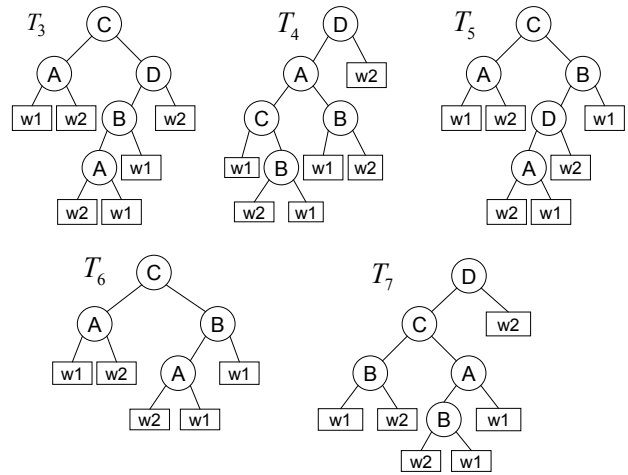 T3 C T4 D T5 C
A D A w2 A B
w1 w2 B w2 C B w1 w2 D w1
A w1 w1 B w1 w2 A w2
w2 w1 w2 w1 w2 w1
T6 C T7 D
A B C w2
w1 w2 A w1 B A
w2 w1 w1 w2 B w1
w2 w1